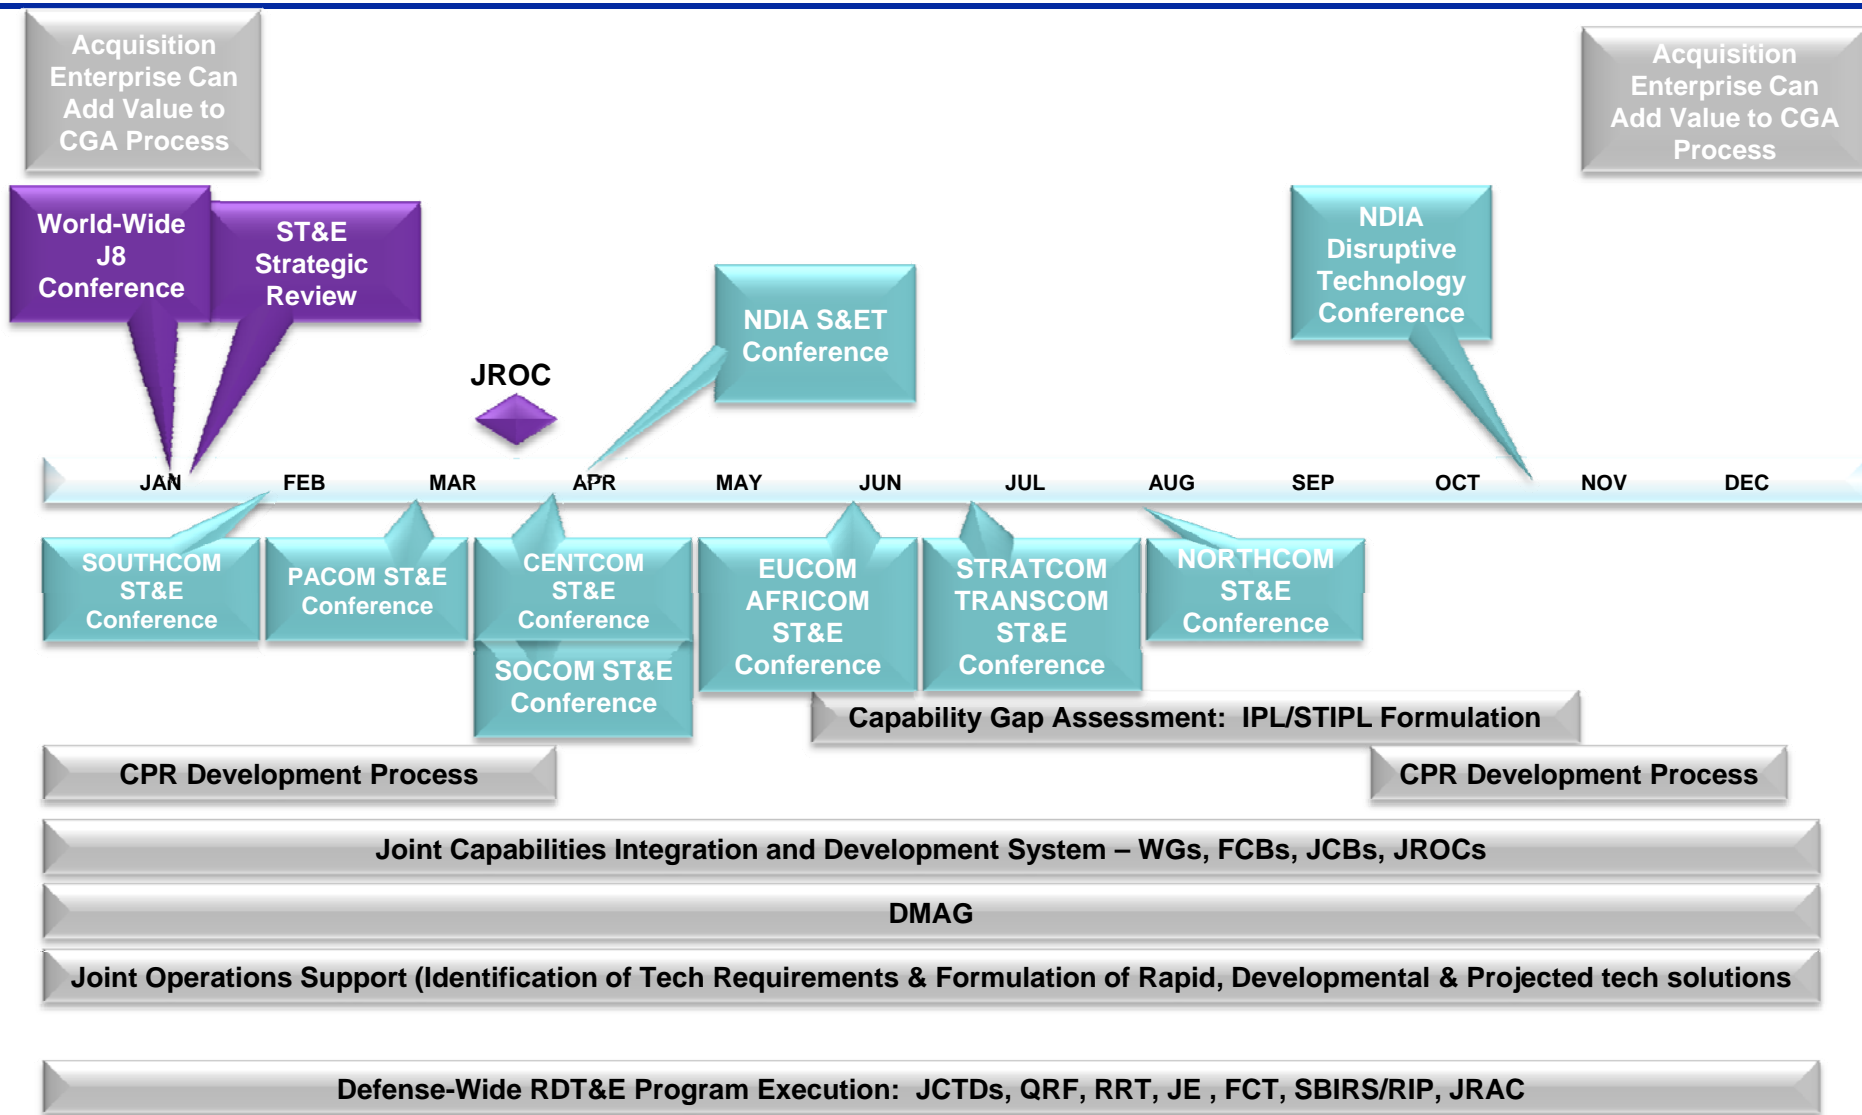 Acquisition
Enterprise Can
Add Value to
CGA Process
Acquisition
Enterprise Can
Add Value to CGA
Process
World-Wide
J8
Conference
ST&E
Strategic
Review
NDIA
Disruptive
Technology
Conference
NDIA S&ET
Conference
JROC
JAN FEB MAR APR MAY JUN JUL AUG SEP OCT NOV DEC
SOUTHCOM
ST&E
Conference
PACOM ST&E
Conference
CENTCOM
ST&E
Conference
SOCOM ST&E
Conference
EUCOM
AFRICOM
ST&E
Conference
STRATCOM
TRANSCOM
ST&E
Conference
NORTHCOM
ST&E
Conference
Capability Gap Assessment: IPL/STIPL Formulation
CPR Development Process
CPR Development Process
Joint Capabilities Integration and Development System – WGs, FCBs, JCBs, JROCs
DMAG
Joint Operations Support (Identification of Tech Requirements & Formulation of Rapid, Developmental & Projected tech solutions
Defense-Wide RDT&E Program Execution: JCTDs, QRF, RRT, JE , FCT, SBIRS/RIP, JRAC